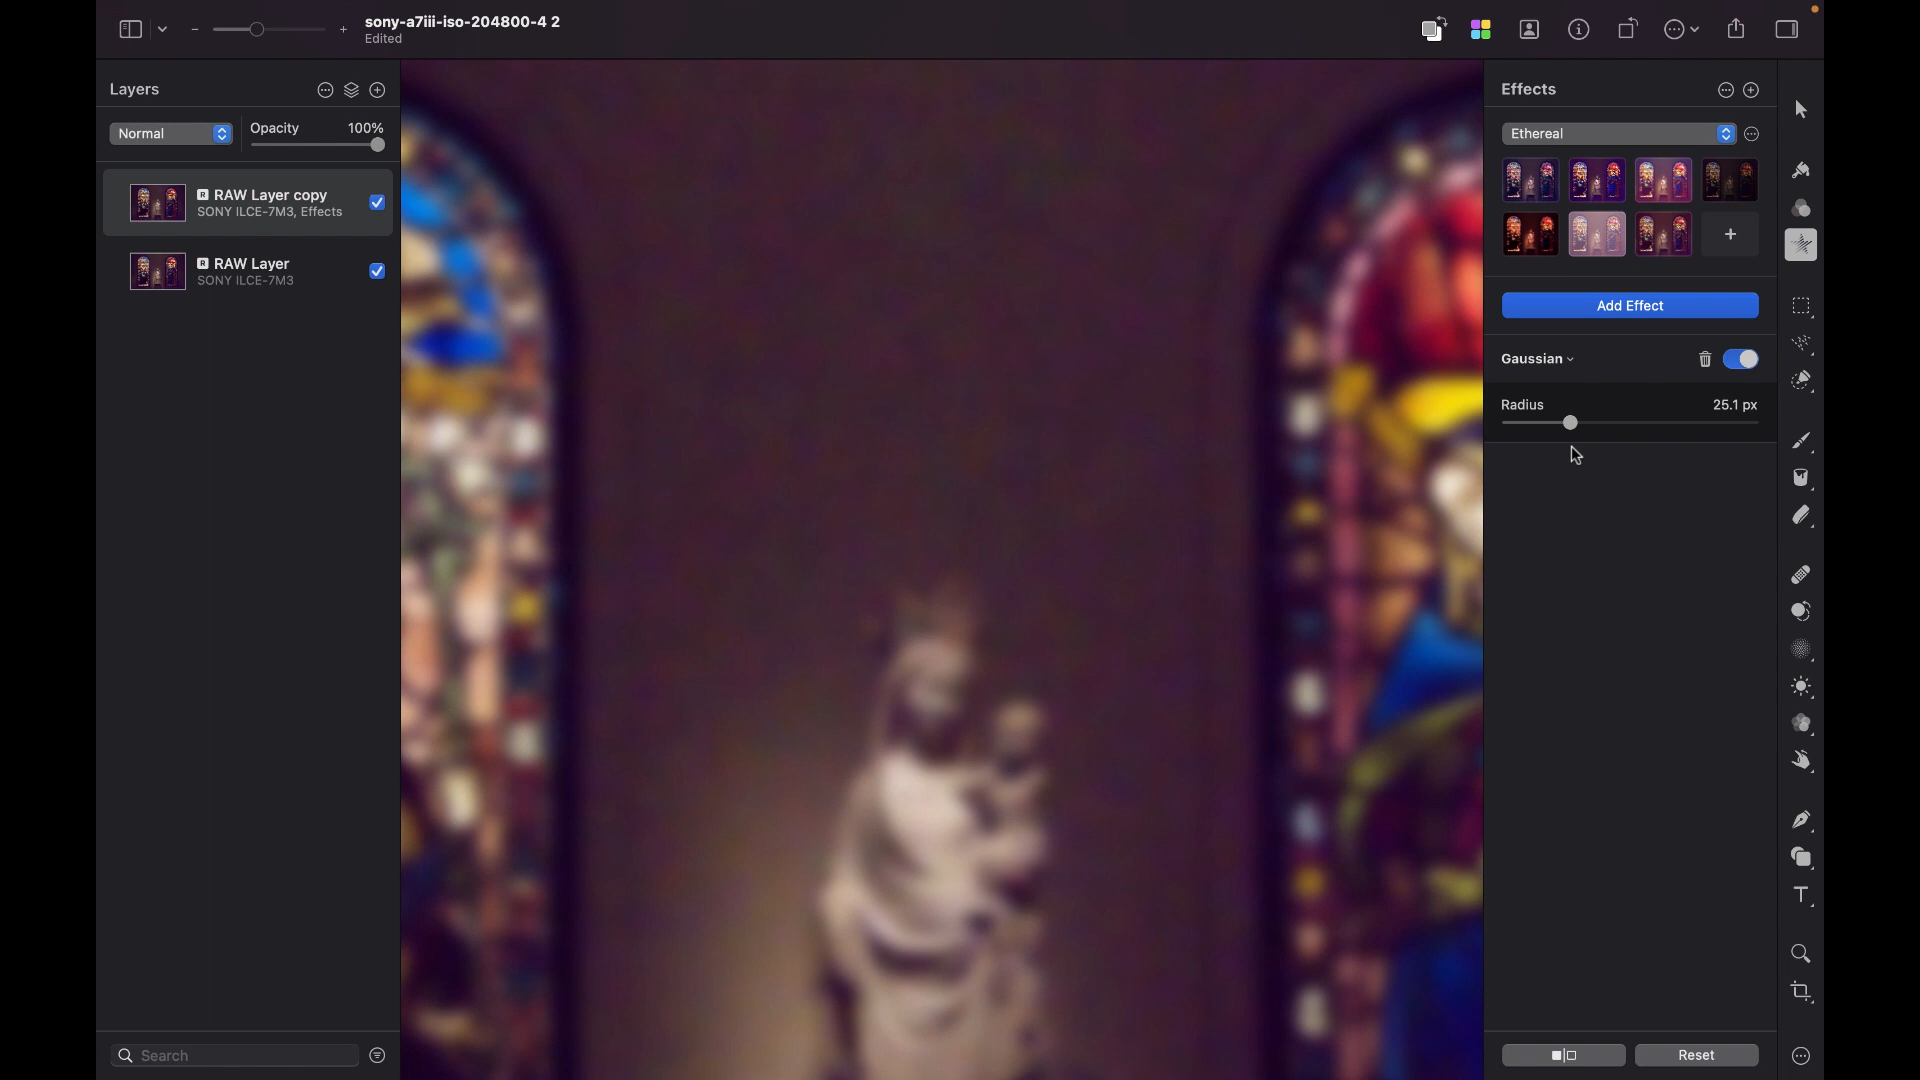 sony-a7iii-iso-204800-4 2
Edited
Layers
Normal
Opacity
100%
R RAW Layer copy
SONY ILCE-7M3, Effects
R RAW Layer
SONY ILCE-7M3
Search
Effects
Ethereal
Add Effect
Gaussian
Radius
25.1 px
Reset